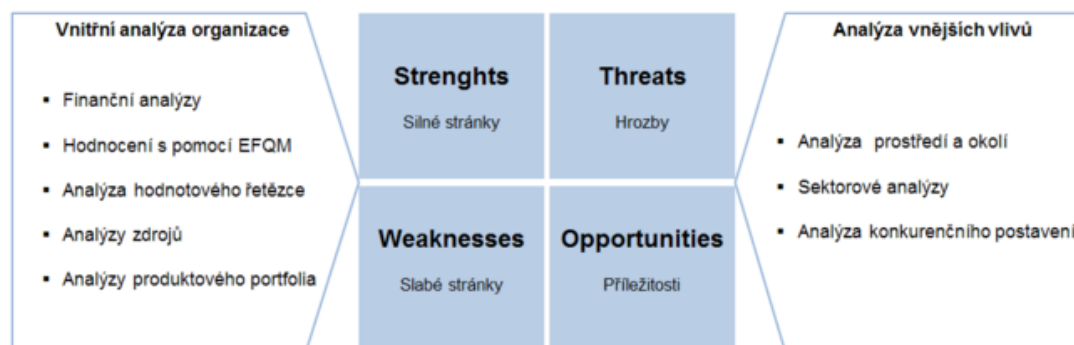 Vnitřní analýza organizace
▪ Finanční analýzy
▪ Hodnocení s pomocí EFQM
▪ Analýza hodnotového řetězce
▪ Analýzy zdrojů
▪ Analýzy produktového portfolia
Strenghts
Silné stránky
Threats
Hrozby
Weaknesses
Slabé stránky
Opportunities
Příležitosti
Analýza vnějších vlivů
▪ Analýza prostředí a okolí
▪ Sektorové analýzy
▪ Analýza konkurenčního postavení